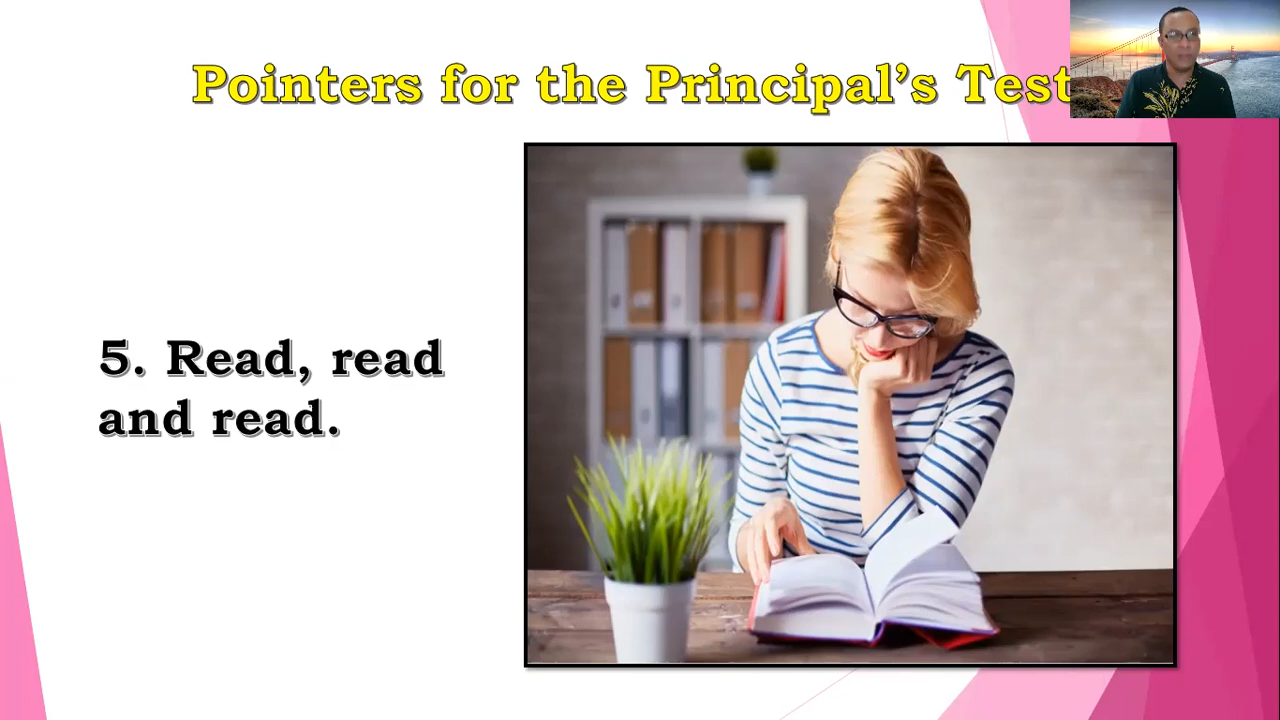 Pointers for the Principal's Test
5. Read, read
and read.